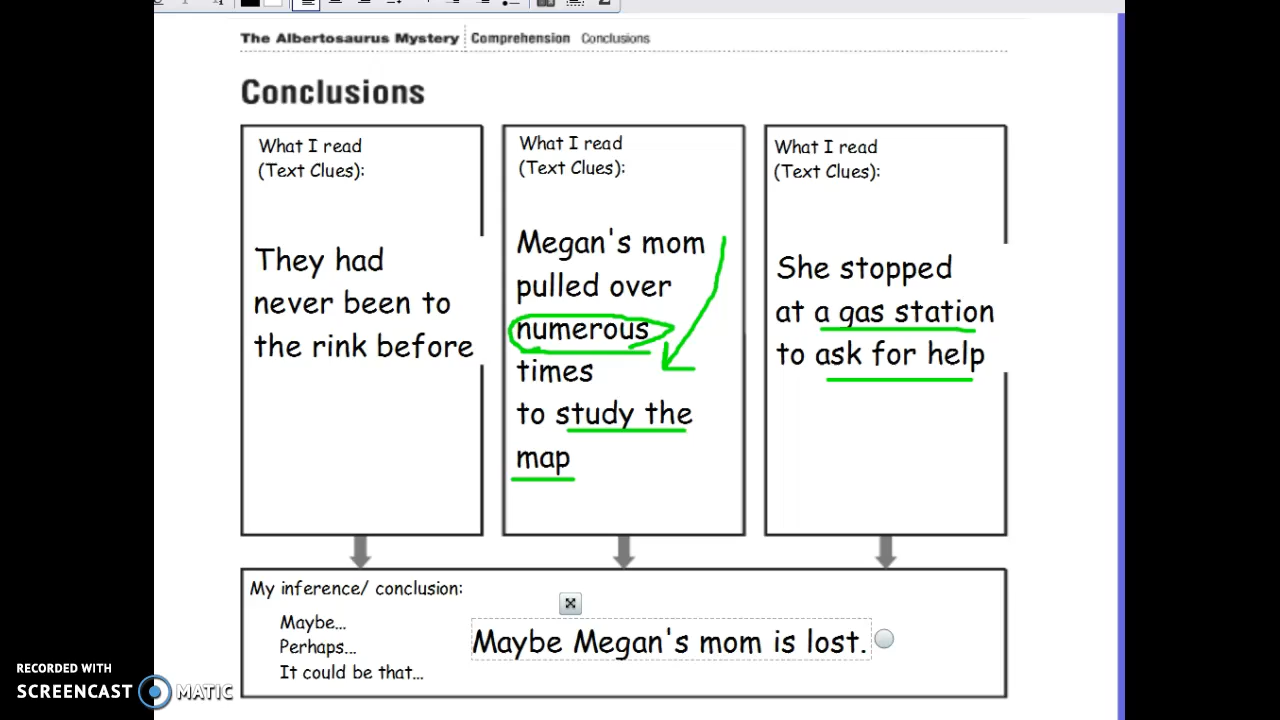 The Albertosaurus Mystery Comprehension Conclusions
Conclusions
What I read
(Text Clues):
They had
never been to
the rink before
What I read
(Text Clues):
Megan's mom
pulled over
numerous
times
to study the
map
What I read
(Text Clues):
She stopped
at a gas station
to ask for help
My inference/ conclusion:
Maybe...
Perhaps...
It could be that...
Maybe Megan's mom is lost.
RECORDED WITH
SCREENCAST MATIC